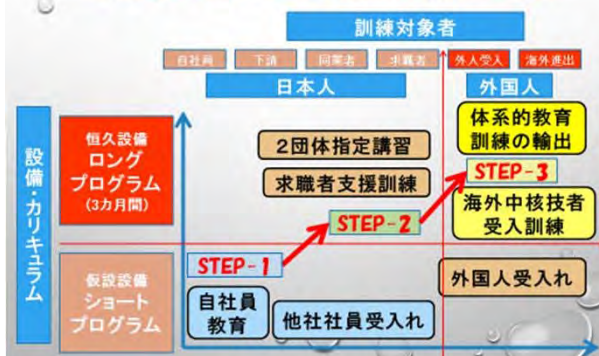 訓練対象者
自社員 下請 同業者 求職者 外人受入 海外進出
日本人 外国人
設備・カリキュラム
恒久設備
ロング
プログラム
(3カ月間)
2団体指定講習
求職者支援訓練
体系的教育
訓練の輸出
STEP-3
STEP-2
海外中核技者
受入訓練
STEP-1
仮設設備
ショート
プログラム
自社員
教育
他社社員受入れ
外国人受入れ